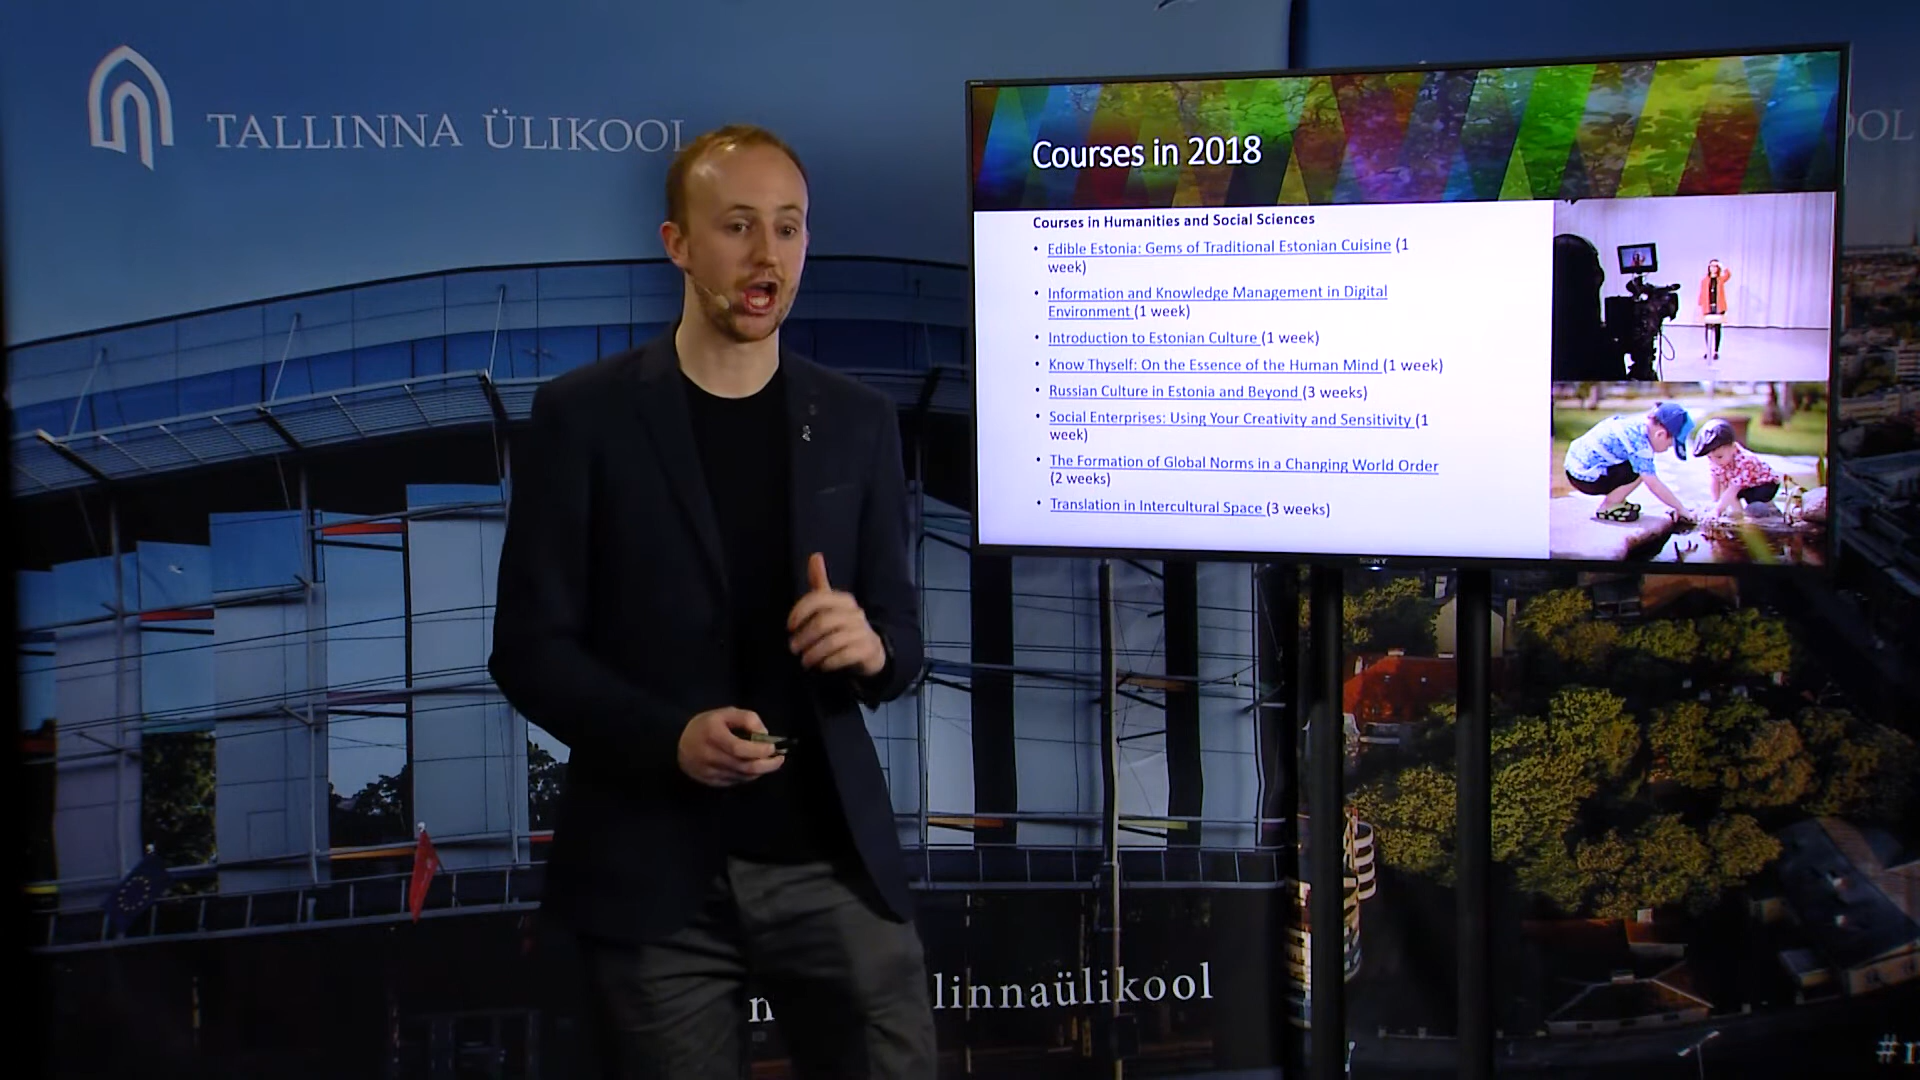 TALLINNA ÜLIKOOL
Courses in 2018
Courses in Humanities and Social Sciences
• Edible Estonia: Gems of Traditional Estonian Cuisine (1
week)
• Information and Knowledge Management in Digital
Environment (1 week)
• Introduction to Estonian Culture (1 week)
• Know Thyself: On the Essence of the Human Mind (1 week)
• Russian Culture in Estonia and Beyond (3 weeks)
• Social Enterprises: Using Your Creativity and Sensitivity (1
week)
• The Formation of Global Norms in a Changing World Order
(2 weeks)
• Translation in Intercultural Space (3 weeks)
SONY
OOL
linnaülikool